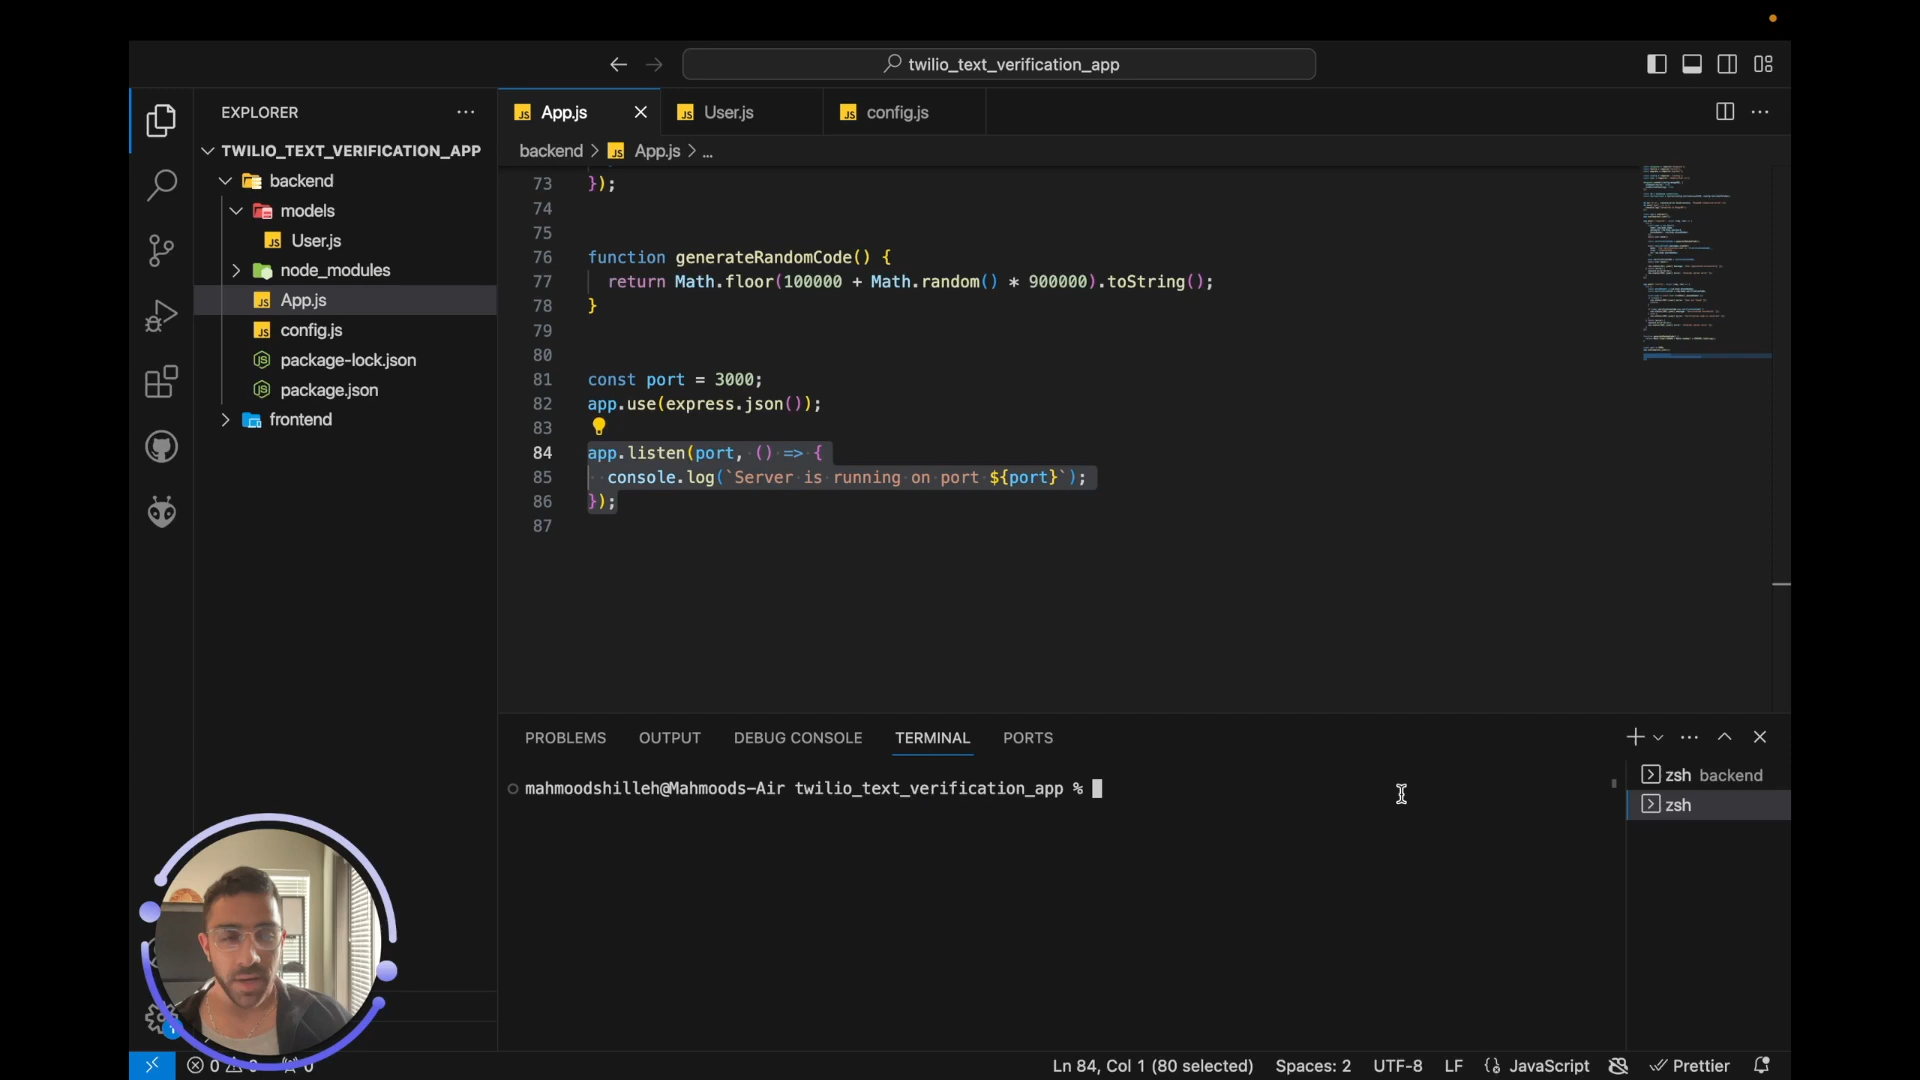 twilio_text_verification_app
EXPLORER
App.js
User.js
config.js
TWILIO_TEXT_VERIFICATION_APP
backend > App.js > ...
backend
models
User.js
node_modules
App.js
config.js
package-lock.json
package.json
frontend
73 });
74
75
76 function generateRandomCode() {
77 return Math.floor(100000 + Math.random() * 900000).toString();
78 }
79
80
81 const port = 3000;
82 app.use(express.json());
83
84 app.listen(port, () => {
85 console.log(`Server is running on port ${port}`);
86 });
87
PROBLEMS OUTPUT DEBUG CONSOLE TERMINAL PORTS
mahmoodshilleh@Mahmoods-Air twilio_text_verification_app %
zsh backend
zsh
0
Ln 84, Col 1 (80 selected) Spaces: 2 UTF-8 LF {} JavaScript Prettier